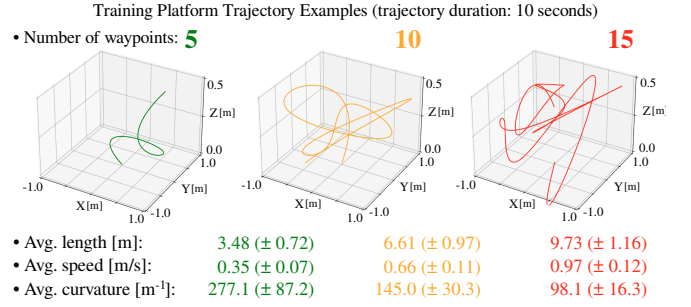 Training Platform Trajectory Examples (trajectory duration: 10 seconds)
• Number of waypoints: 5 10 15
0.5 0.5 0.5
Z[m] Z[m] Z[m]
0.0 0.0 0.0
1.0 1.0 1.0
-1.0 -1.0 -1.0
Y[m] Y[m] Y[m]
X[m] X[m] X[m]
1.0 -1.0 1.0 -1.0 1.0 -1.0
• Avg. length [m]: 3.48 (± 0.72) 6.61 (± 0.97) 9.73 (± 1.16)
• Avg. speed [m/s]: 0.35 (± 0.07) 0.66 (± 0.11) 0.97 (± 0.12)
• Avg. curvature [m⁻¹]: 277.1 (± 87.2) 145.0 (± 30.3) 98.1 (± 16.3)